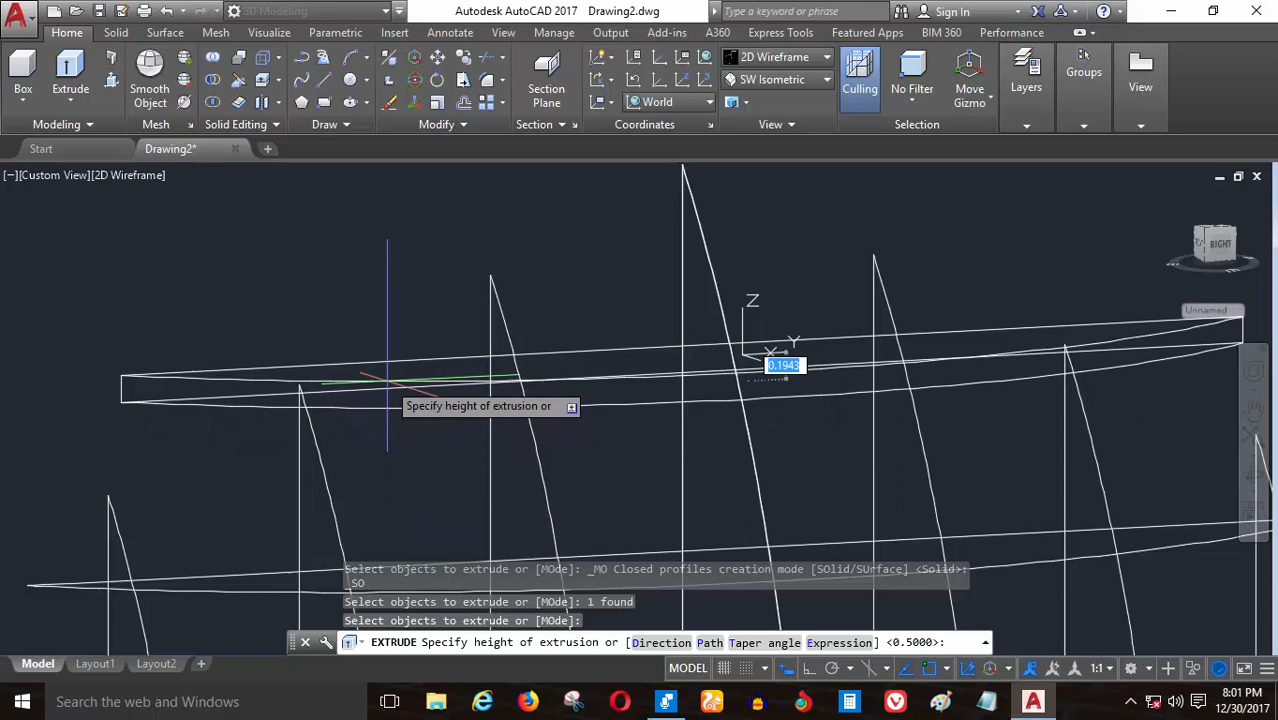 3D Modeling
Autodesk AutoCAD 2017 Drawing2.dwg
Type a keyword or phrase
Sign In
Home Solid Surface Mesh Visualize Parametric Insert Annotate View Manage Output Add-ins A360 Express Tools Featured Apps BIM 360 Performance
2D Wireframe
SW Isometric
World
Box Extrude Smooth Object Section Plane Culling No Filter Move Gizmo Layers Groups View
Modeling Mesh Solid Editing Draw Modify Section Coordinates View Selection
Start Drawing2* +
[−][Custom View][2D Wireframe]
RIGHT
Z
Unnamed
Y
X
0.1943
Specify height of extrusion or
Select objects to extrude or [MOde]: _MO Closed profiles creation mode [SOlid/SUrface] <Solid>:
SO
Select objects to extrude or [MOde]: 1 found
Select objects to extrude or [MOde]:
EXTRUDE Specify height of extrusion or [Direction Path Taper angle Expression] <0.5000>:
Model Layout1 Layout2 + MODEL 1:1
Search the web and Windows
8:01 PM
12/30/2017